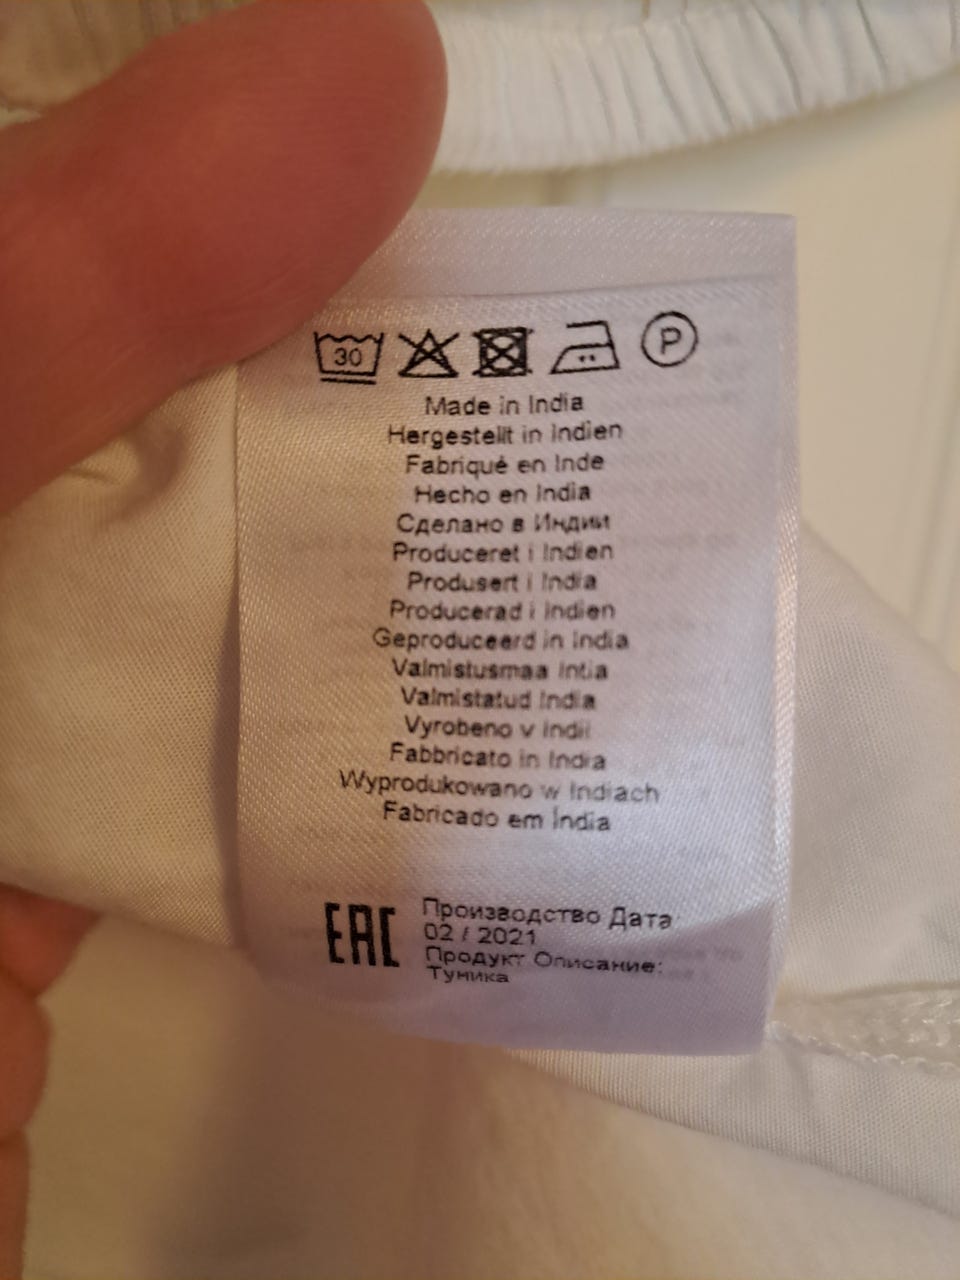 30 P
Made in India
Hergestellt in Indien
Fabriqué en Inde
Hecho en India
Сделано в Индии
Produceret i Indien
Produsert i India
Producerad i Indien
Geproduceerd in India
Valmistusmaa Intia
Valmistatud India
Vyrobeno v Indii
Fabbricato in India
Wyprodukowano w Indiach
Fabricado em Índia
EAC
Производство Дата:
02 / 2021
Продукт Описание:
Туника